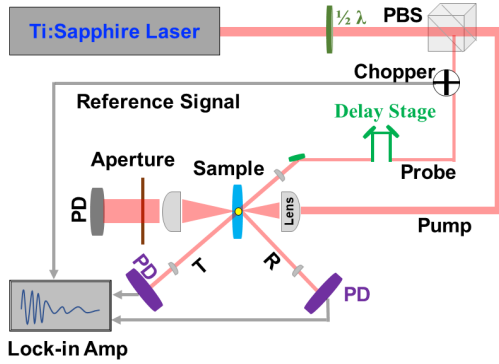 Ti:Sapphire Laser
½ λ
PBS
Chopper
Reference Signal
Delay Stage
Aperture
Sample
Probe
PD
Lens
Pump
PD
T
R
PD
Lock-in Amp